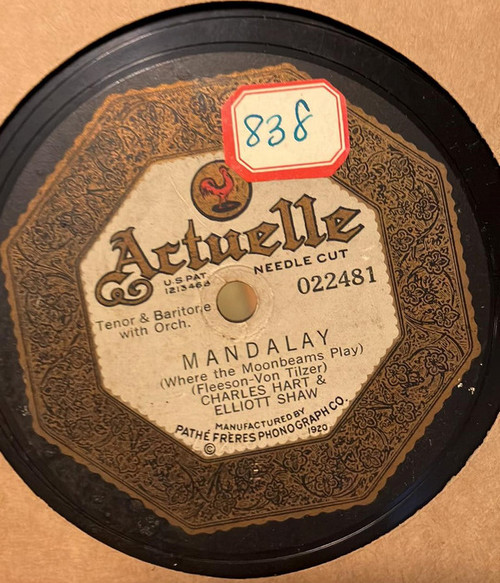 838
Actuelle
U.S PAT
1213463
NEEDLE CUT
022481
Tenor & Baritone
with Orch.
MANDALAY
(Where the Moonbeams Play)
(Fleeson-Von Tilzer)
CHARLES HART &
ELLIOTT SHAW
MANUFACTURED BY
PATHÉ FRÈRES PHONOGRAPH CO.
© 1920